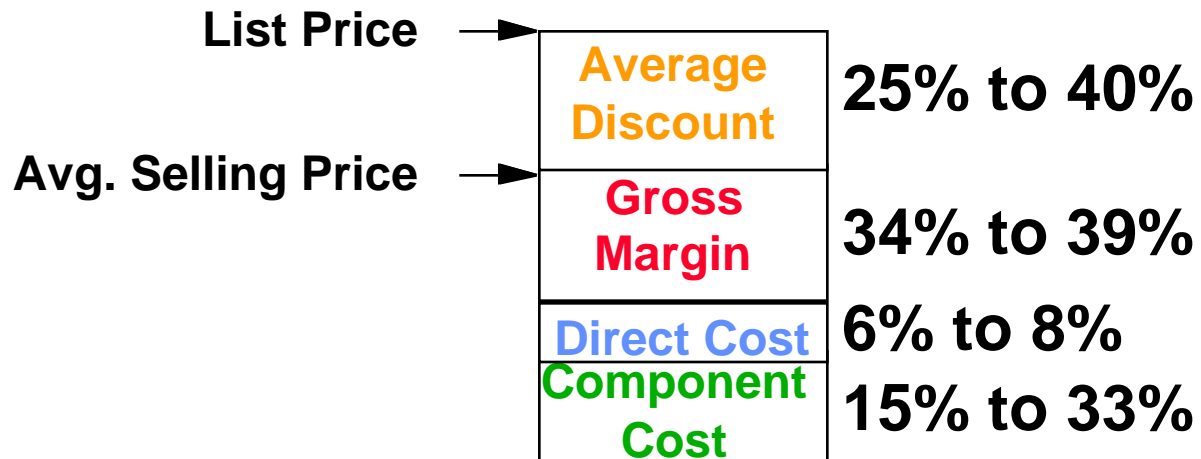 List Price
Average
Discount
25% to 40%
Avg. Selling Price
Gross
Margin
34% to 39%
Direct Cost
6% to 8%
Component
Cost
15% to 33%